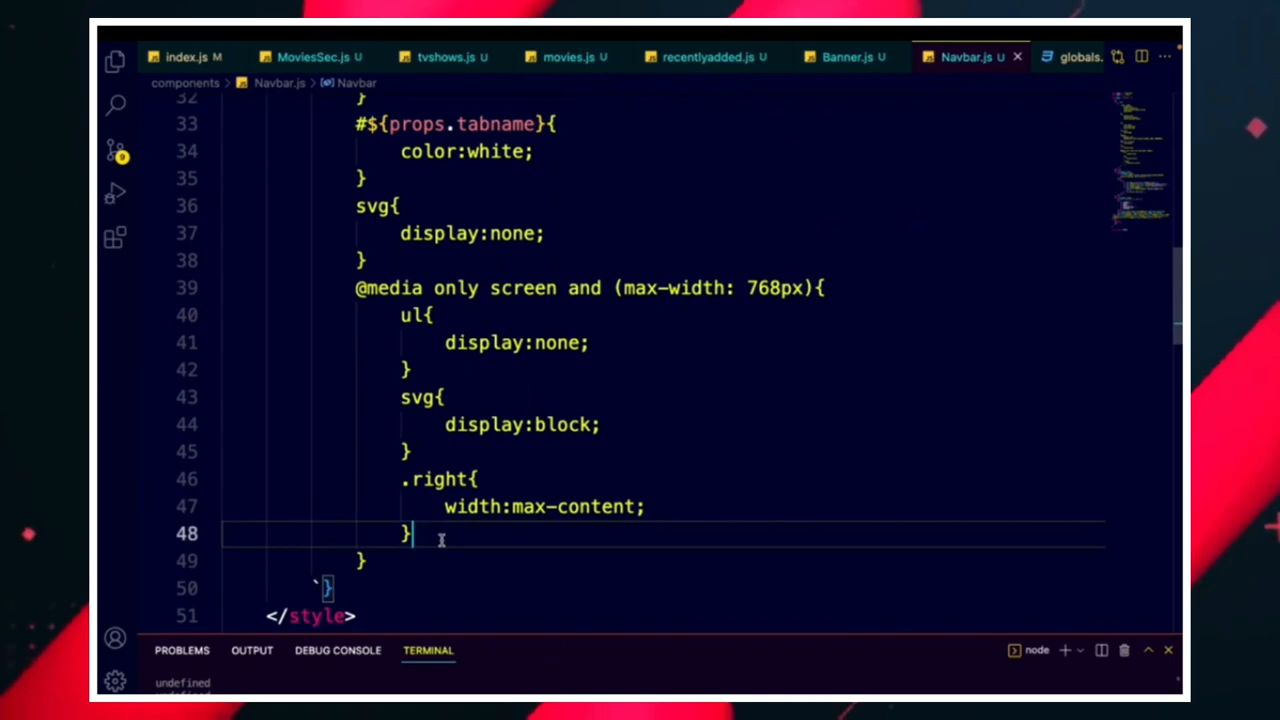 index.js M MoviesSec.js U tvshows.js U movies.js U recentlyadded.js U Banner.js U Navbar.js U globals.
components > Navbar.js > Navbar
32 }
33 #${props.tabname}{
34 color:white;
35 }
36 svg{
37 display:none;
38 }
39 @media only screen and (max-width: 768px){
40 ul{
41 display:none;
42 }
43 svg{
44 display:block;
45 }
46 .right{
47 width:max-content;
48 }
49 }
50 `}
51 </style>
PROBLEMS OUTPUT DEBUG CONSOLE TERMINAL node
undefined